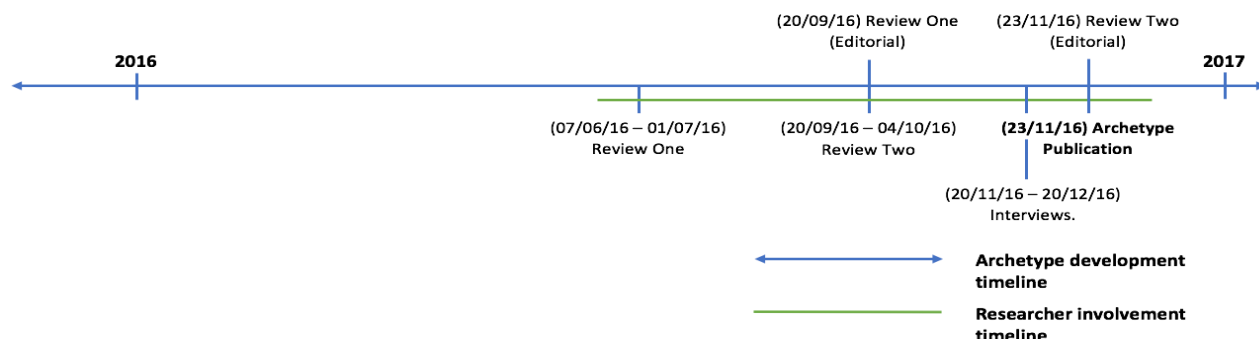 (20/09/16) Review One
(Editorial)
(23/11/16) Review Two
(Editorial)
2016
2017
(07/06/16 – 01/07/16)
Review One
(20/09/16 – 04/10/16)
Review Two
(23/11/16) Archetype
Publication
(20/11/16 – 20/12/16)
Interviews.
Archetype development
timeline
Researcher involvement
timeline